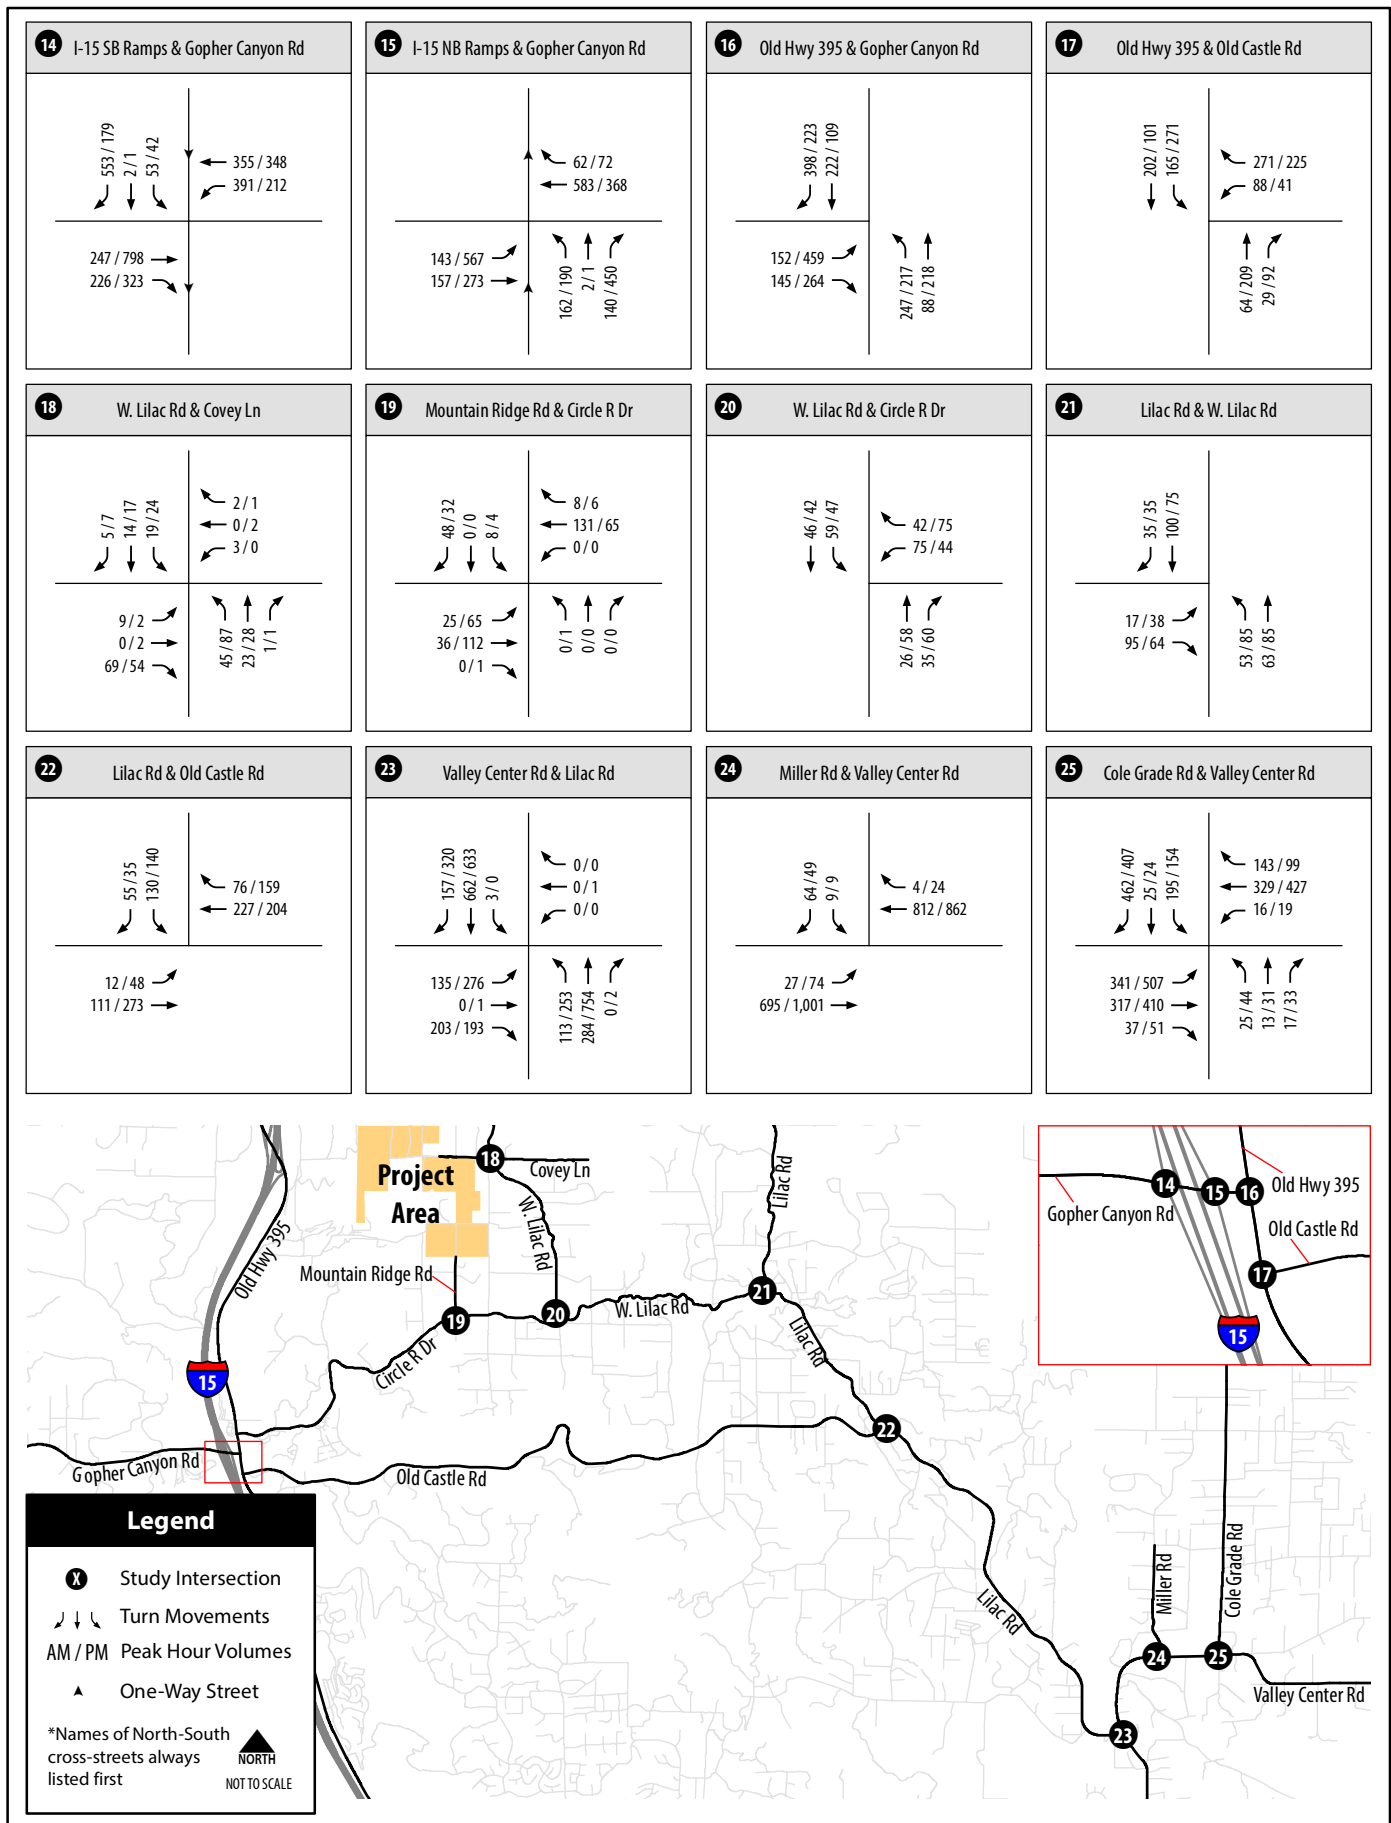 14 I-15 SB Ramps & Gopher Canyon Rd
553 / 179
2 / 1
53 / 42
355 / 348
391 / 212
247 / 798
226 / 323
15 I-15 NB Ramps & Gopher Canyon Rd
62 / 72
583 / 368
143 / 567
157 / 273
162 / 190
2 / 1
140 / 450
16 Old Hwy 395 & Gopher Canyon Rd
398 / 223
222 / 109
152 / 459
145 / 264
247 / 217
88 / 218
17 Old Hwy 395 & Old Castle Rd
202 / 101
165 / 271
271 / 225
88 / 41
64 / 209
29 / 92
18 W. Lilac Rd & Covey Ln
5 / 7
14 / 17
19 / 24
2 / 1
0 / 2
3 / 0
9 / 2
0 / 2
69 / 54
45 / 87
23 / 28
1 / 1
19 Mountain Ridge Rd & Circle R Dr
48 / 32
0 / 0
8 / 4
8 / 6
131 / 65
0 / 0
25 / 65
36 / 112
0 / 1
0 / 1
0 / 0
0 / 0
20 W. Lilac Rd & Circle R Dr
46 / 42
59 / 47
42 / 75
75 / 44
26 / 58
35 / 60
21 Lilac Rd & W. Lilac Rd
35 / 35
100 / 75
17 / 38
95 / 64
53 / 85
63 / 85
22 Lilac Rd & Old Castle Rd
55 / 35
130 / 140
76 / 159
227 / 204
12 / 48
111 / 273
23 Valley Center Rd & Lilac Rd
157 / 320
662 / 633
3 / 0
0 / 0
0 / 1
0 / 0
135 / 276
0 / 1
203 / 193
113 / 253
284 / 754
0 / 2
24 Miller Rd & Valley Center Rd
64 / 49
9 / 9
4 / 24
812 / 862
27 / 74
695 / 1,001
25 Cole Grade Rd & Valley Center Rd
462 / 407
25 / 24
195 / 154
143 / 99
329 / 427
16 / 19
341 / 507
317 / 410
37 / 51
25 / 44
13 / 31
17 / 33
Project
Area
18
Covey Ln
W. Lilac Rd
Lilac Rd
Old Hwy 395
Mountain Ridge Rd
19
20
W. Lilac Rd
21
Lilac Rd
Circle R Dr
15
22
Gopher Canyon Rd
Old Castle Rd
Lilac Rd
Miller Rd
Cole Grade Rd
24
25
Valley Center Rd
23
14
15
16
Old Hwy 395
Gopher Canyon Rd
Old Castle Rd
17
15
Legend
X Study Intersection
Turn Movements
AM / PM Peak Hour Volumes
One-Way Street
*Names of North-South
cross-streets always
listed first
NORTH
NOT TO SCALE